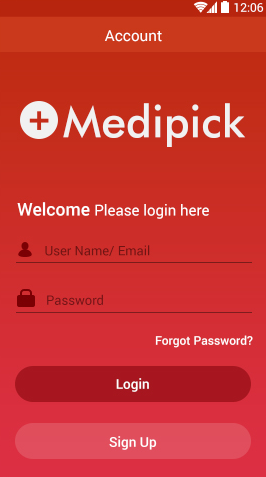 12:06
Account
Medipick
Welcome Please login here
User Name/ Email
Password
Forgot Password?
Login
Sign Up